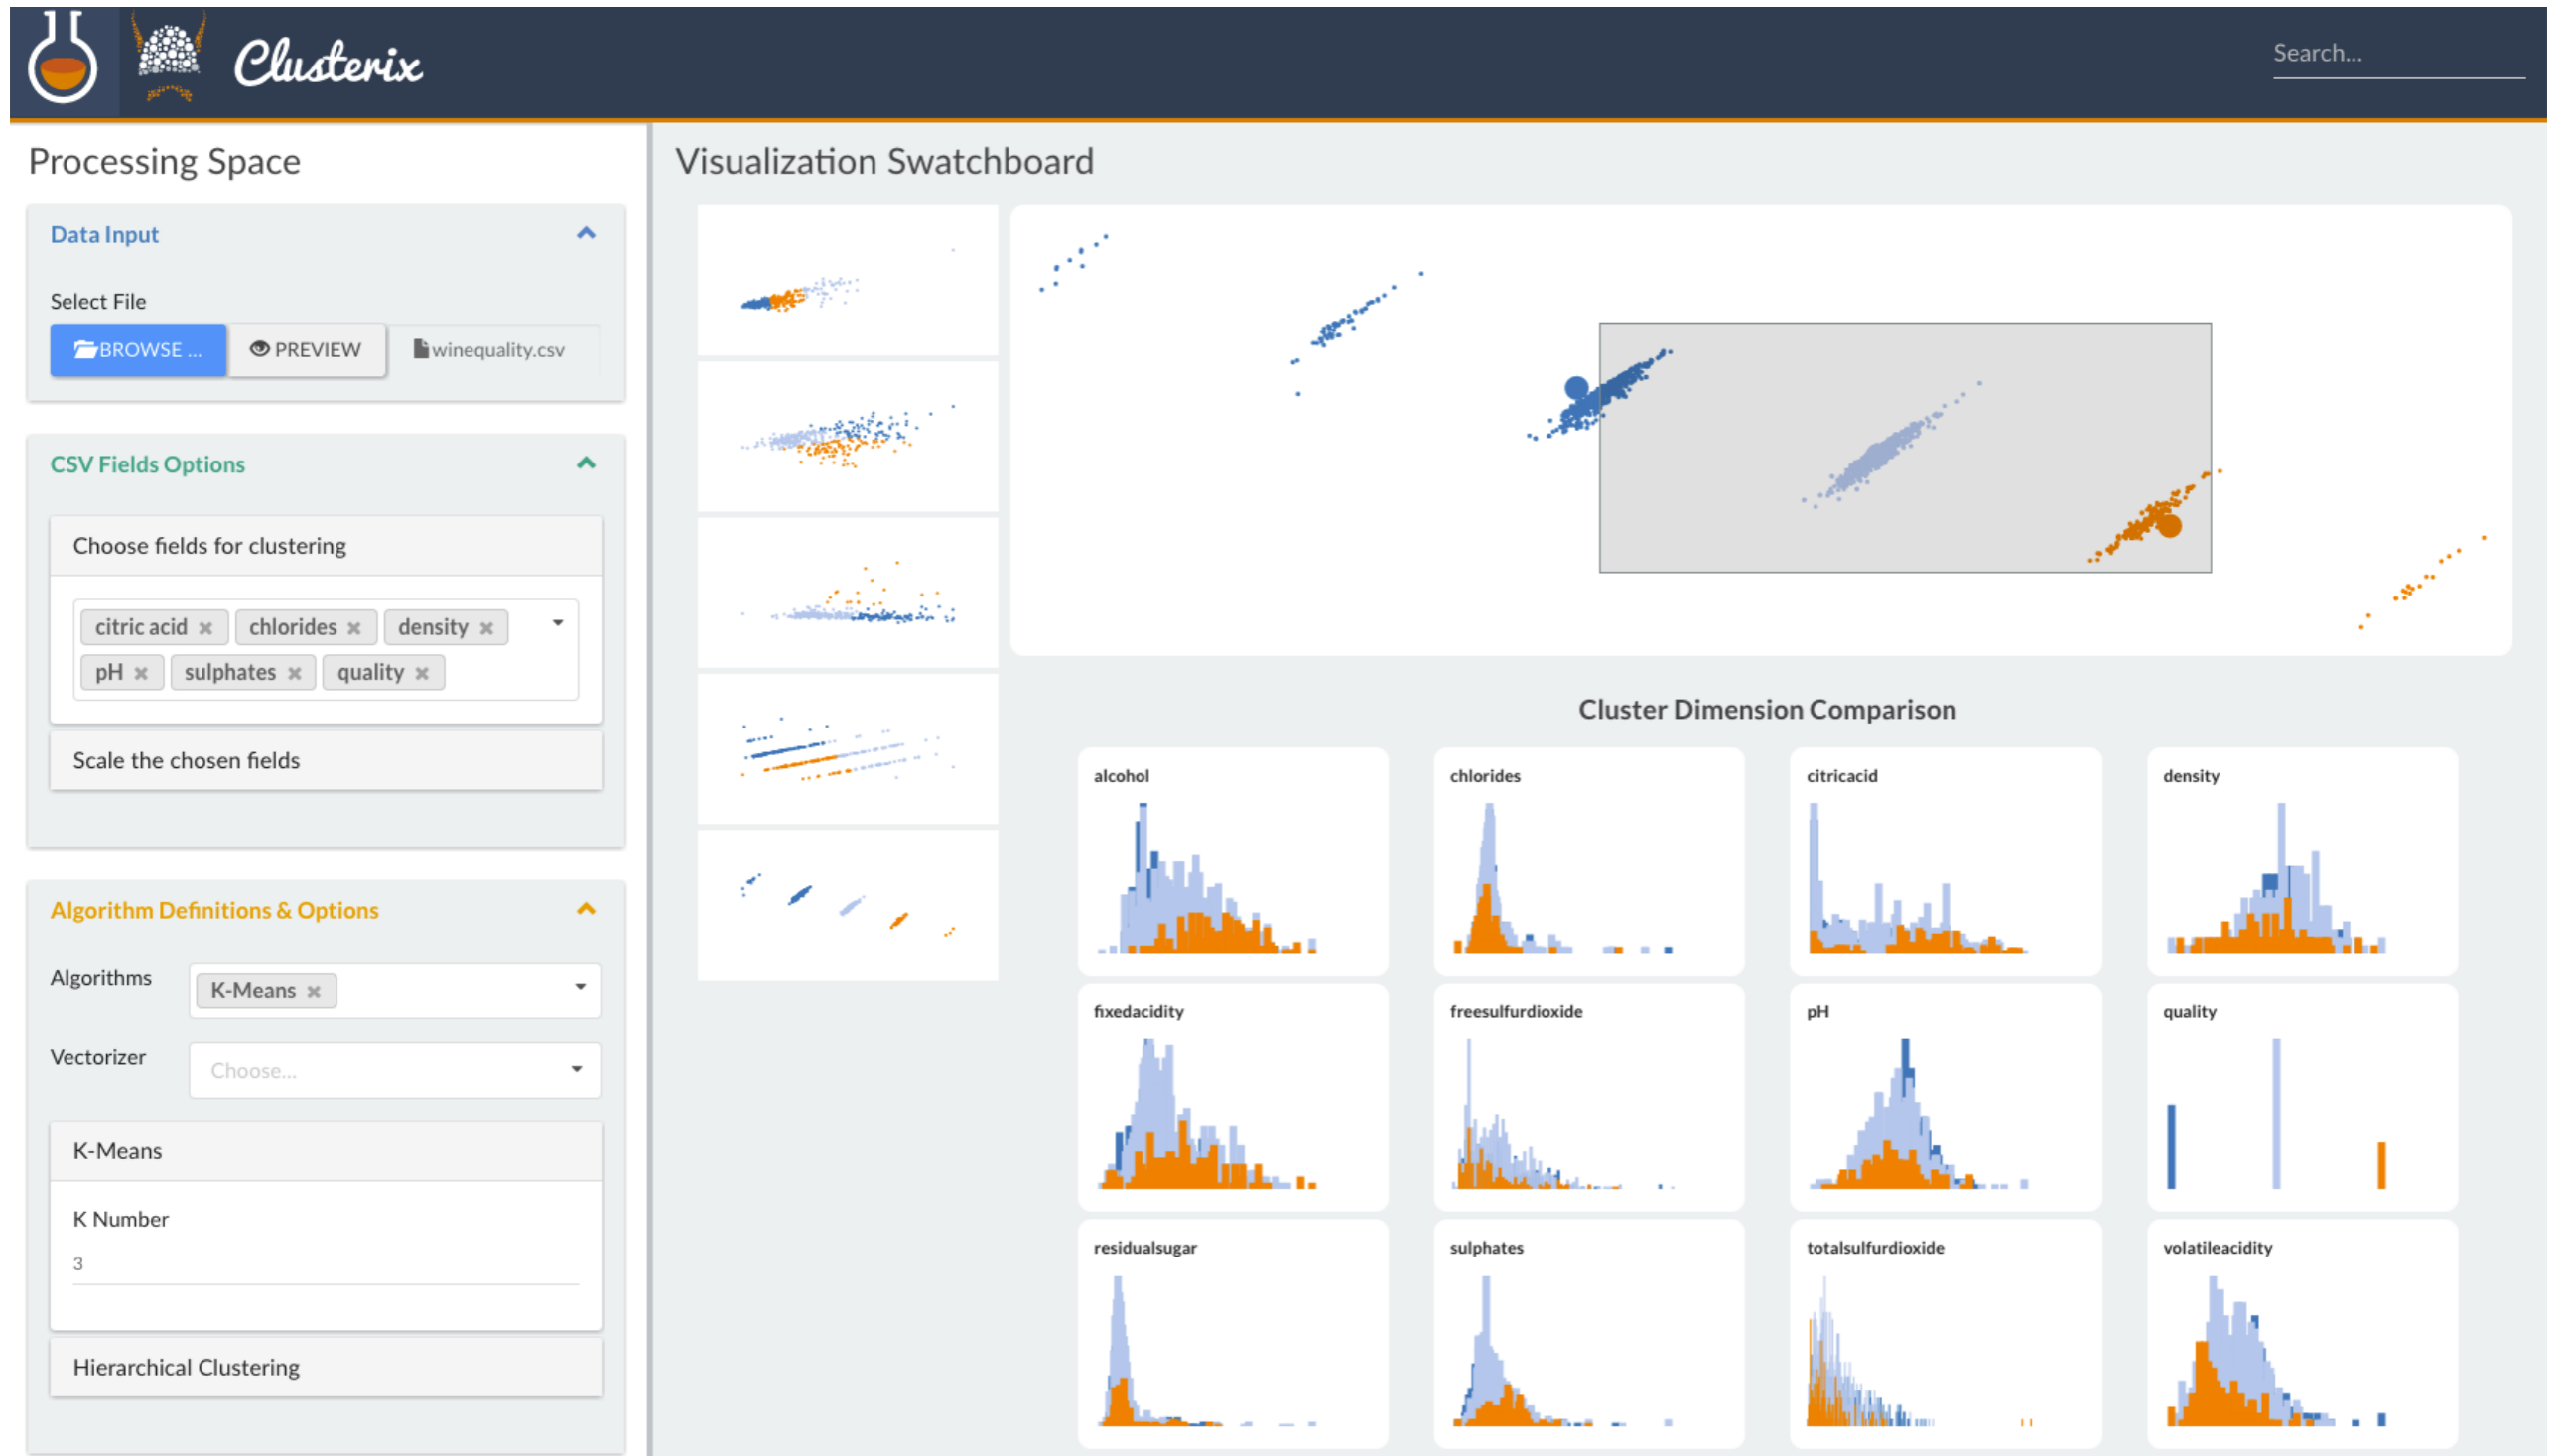 Clusterix
Search...
Processing Space
Data Input
Select File
BROWSE ...
PREVIEW
winequality.csv
CSV Fields Options
Choose fields for clustering
citric acid × chlorides × density ×
pH × sulphates × quality ×
Scale the chosen fields
Algorithm Definitions & Options
Algorithms
K-Means ×
Vectorizer
Choose...
K-Means
K Number
3
Hierarchical Clustering
Visualization Swatchboard
Cluster Dimension Comparison
alcohol
chlorides
citricacid
density
fixedacidity
freesulfurdioxide
pH
quality
residualsugar
sulphates
totalsulfurdioxide
volatileacidity